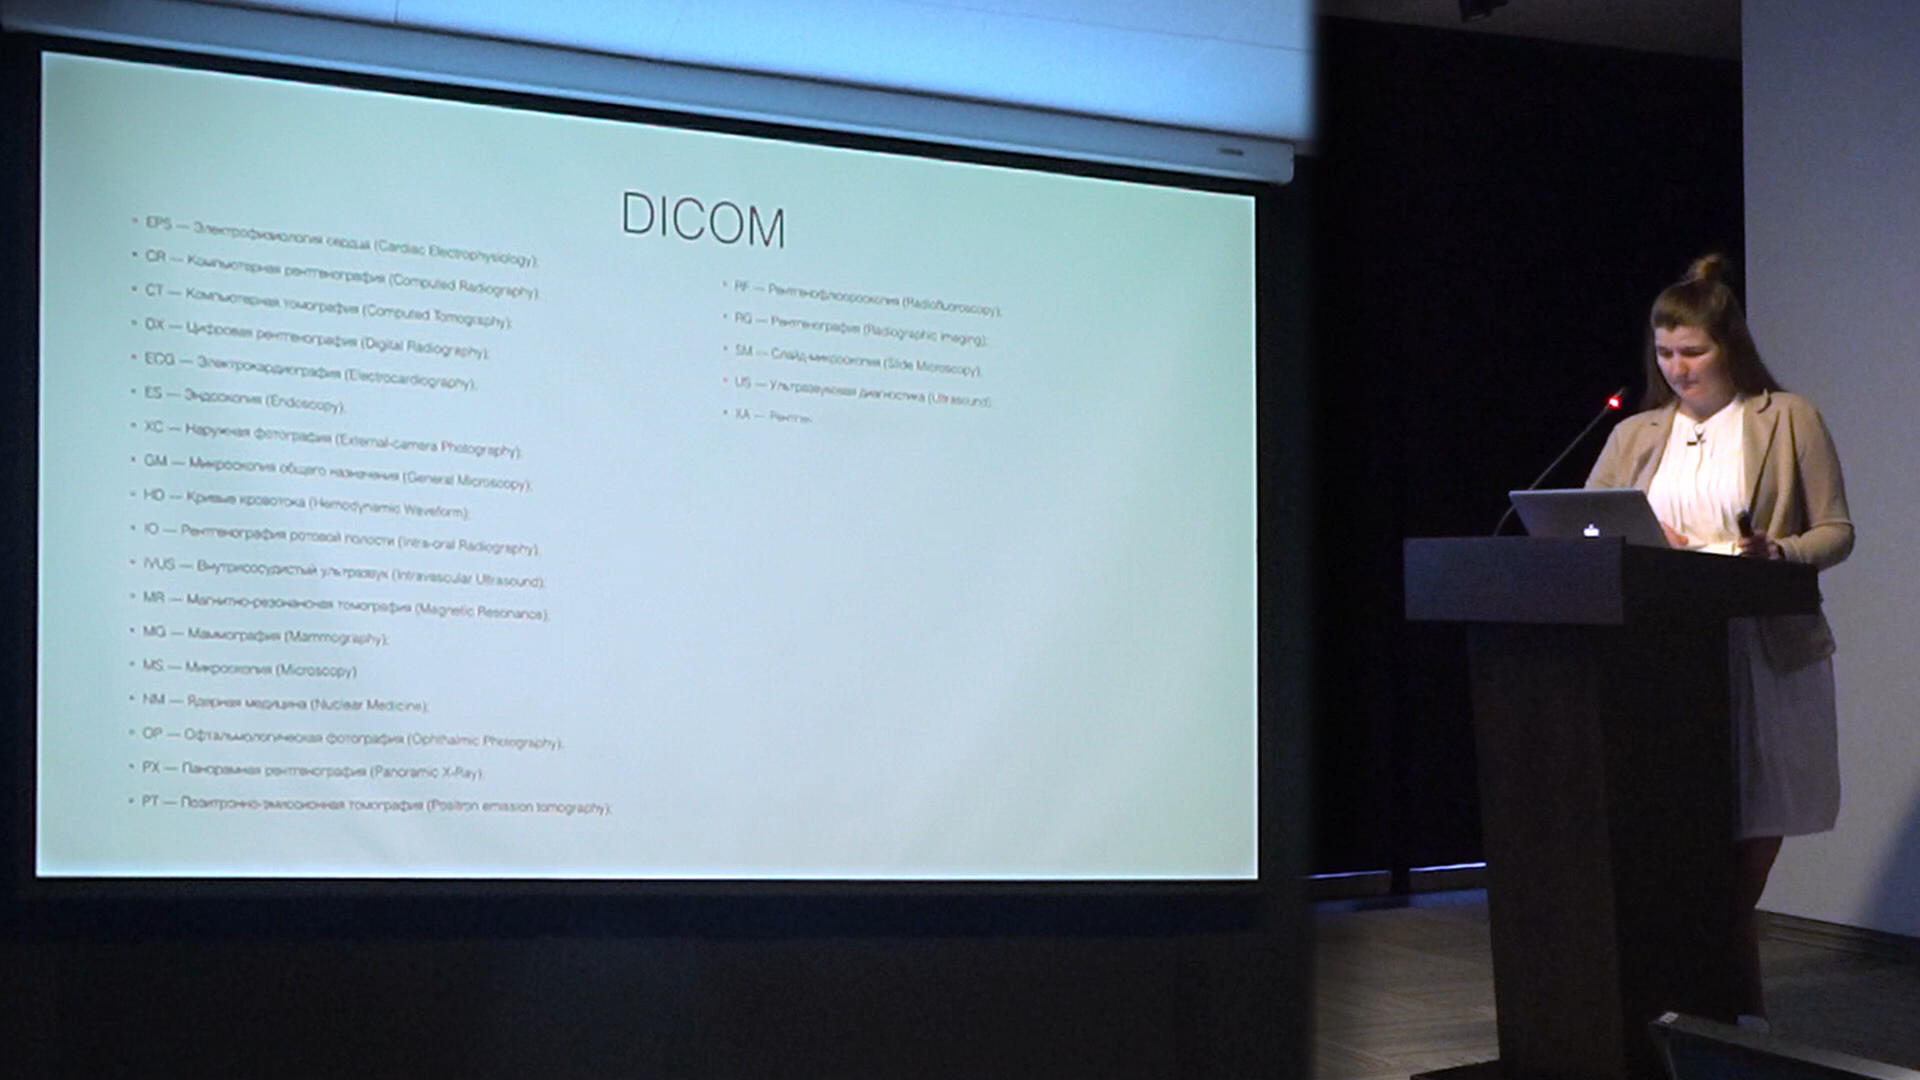 DICOM
• EPS — Электрофизиология сердца (Cardiac Electrophysiology);
• CR — Компьютерная рентгенография (Computed Radiography)
• CT — Компьютерная томография (Computed Tomography);
• DX — Цифровая рентгенография (Digital Radiography);
• ECG — Электрокардиография (Electrocardiography);
• ES — Эндоскопия (Endoscopy);
• XC — Наружная фотография (External-camera Photography);
• GM — Микроскопия общего назначения (General Microscopy);
• HD — Кривые кровотока (Hemodynamic Waveform);
• IO — Рентгенография ротовой полости (Intra-oral Radiography);
• IVUS — Внутрисосудистый ультразвук (Intravascular Ultrasound);
• MR — Магнитно-резонансная томография (Magnetic Resonance);
• MG — Маммография (Mammography);
• MS — Микроскопия (Microscopy)
• NM — Ядерная медицина (Nuclear Medicine);
• OP — Офтальмологическая фотография (Ophthalmic Photography);
• PX — Панорамная рентгенография (Panoramic X-Ray);
• PT — Позитронно-эмиссионная томография (Positron emission tomography);
• RF — Рентгенофлюороскопия (Radiofluoroscopy);
• RG — Рентгенография (Radiographic imaging);
• SM — Слайд-микроскопия (Slide Microscopy);
• US — Ультразвуковая диагностика (Ultrasound);
• XA — Рентген-